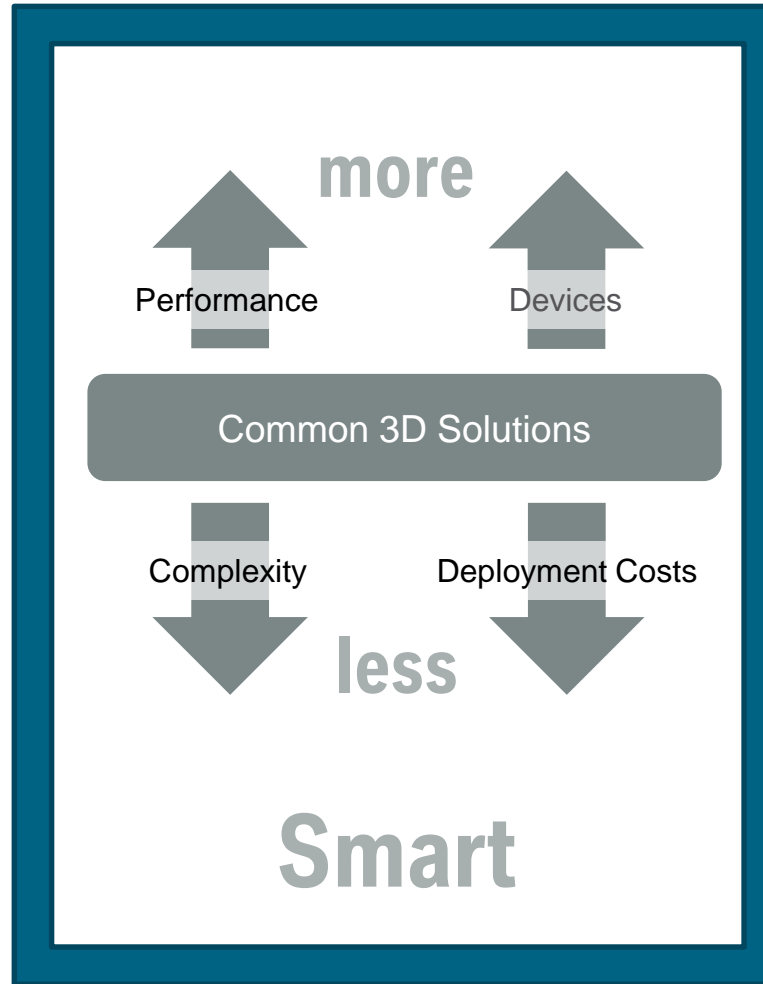 more
Performance Devices
Common 3D Solutions
Complexity Deployment Costs
less
Smart